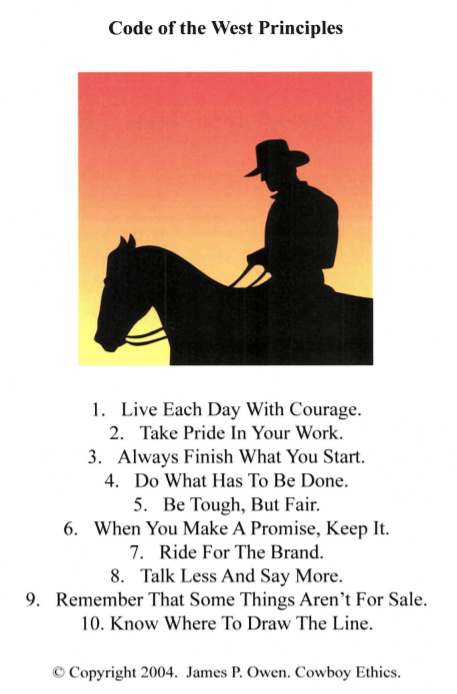 Code of the West Principles
1. Live Each Day With Courage.
2. Take Pride In Your Work.
3. Always Finish What You Start.
4. Do What Has To Be Done.
5. Be Tough, But Fair.
6. When You Make A Promise, Keep It.
7. Ride For The Brand.
8. Talk Less And Say More.
9. Remember That Some Things Aren’t For Sale.
10. Know Where To Draw The Line.
© Copyright 2004. James P. Owen. Cowboy Ethics.